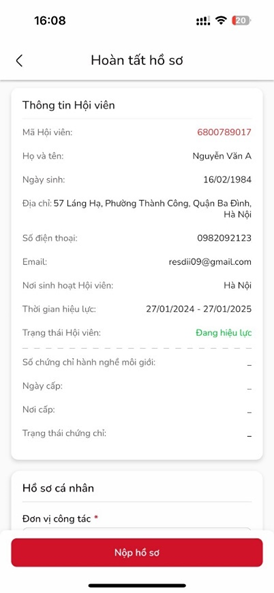 16:08
20
Hoàn tất hồ sơ
Thông tin Hội viên
Mã Hội viên: 6800789017
Họ và tên: Nguyễn Văn A
Ngày sinh: 16/02/1984
Địa chỉ: 57 Láng Hạ, Phường Thành Công, Quận Ba Đình,
Hà Nội
Số điện thoại: 0982092123
Email: resdii09@gmail.com
Nơi sinh hoạt Hội viên: Hà Nội
Thời gian hiệu lực: 27/01/2024 - 27/01/2025
Trạng thái Hội viên: Đang hiệu lực
Số chứng chỉ hành nghề môi giới: _
Ngày cấp: _
Nơi cấp: _
Trạng thái chứng chỉ: _
Hồ sơ cá nhân
Đơn vị công tác *
Nộp hồ sơ